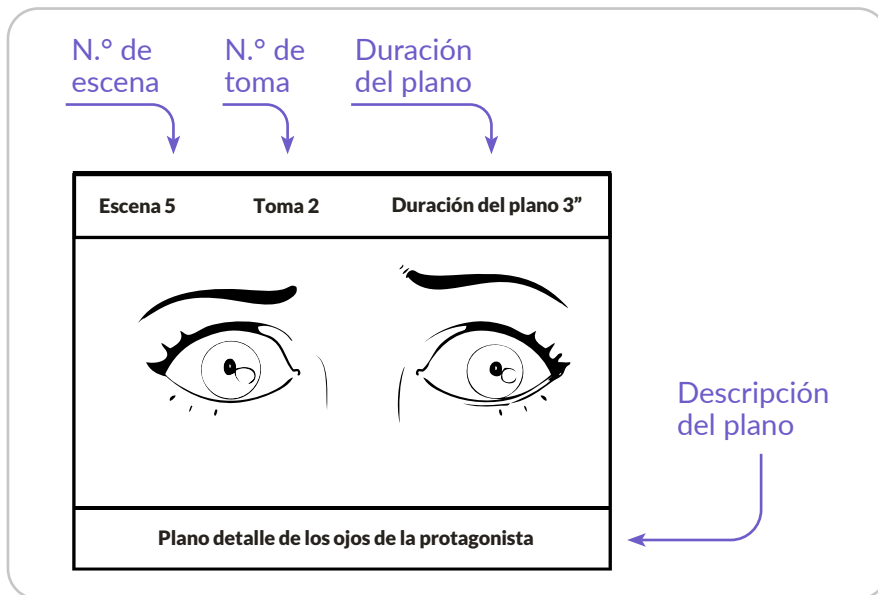 N.° de
escena
N.° de
toma
Duración
del plano
Escena 5
Toma 2
Duración del plano 3”
Descripción
del plano
Plano detalle de los ojos de la protagonista